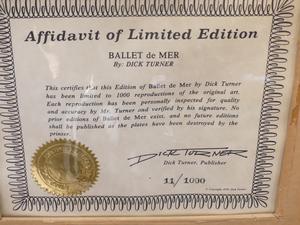 Affidavit of Limited Edition
BALLET de MER
By: DICK TURNER
This certifies that this Edition of Ballet de Mer by Dick Turner
has been limited to 1000 reproductions of the original art.
Each reproduction has been personally inspected for quality
and accuracy by Mr. Turner and verified by his signature. No
prior editions of Ballet de Mer exist, and no future editions
shall be published as the plates have been destroyed by the
printer.
DICK TURNER
Dick Turner, Publisher
11/1000